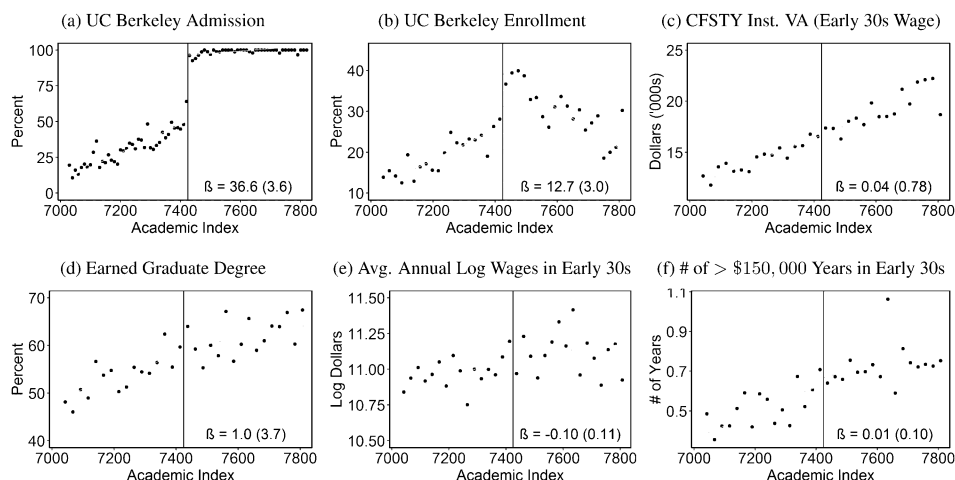 (a) UC Berkeley Admission
(b) UC Berkeley Enrollment
(c) CFSTY Inst. VA (Early 30s Wage)
100
75
50
25
0
Percent
ß = 36.6 (3.6)
7000 7200 7400 7600 7800
Academic Index
40
30
20
10
Percent
ß = 12.7 (3.0)
7000 7200 7400 7600 7800
Academic Index
25
20
15
Dollars ('000s)
ß = 0.04 (0.78)
7000 7200 7400 7600 7800
Academic Index
(d) Earned Graduate Degree
(e) Avg. Annual Log Wages in Early 30s
(f) # of > $150,000 Years in Early 30s
70
60
50
40
Percent
ß = 1.0 (3.7)
7000 7200 7400 7600 7800
Academic Index
11.50
11.25
11.00
10.75
10.50
Log Dollars
ß = -0.10 (0.11)
7000 7200 7400 7600 7800
Academic Index
1.1
0.9
0.7
0.5
# of Years
ß = 0.01 (0.10)
7000 7200 7400 7600 7800
Academic Index